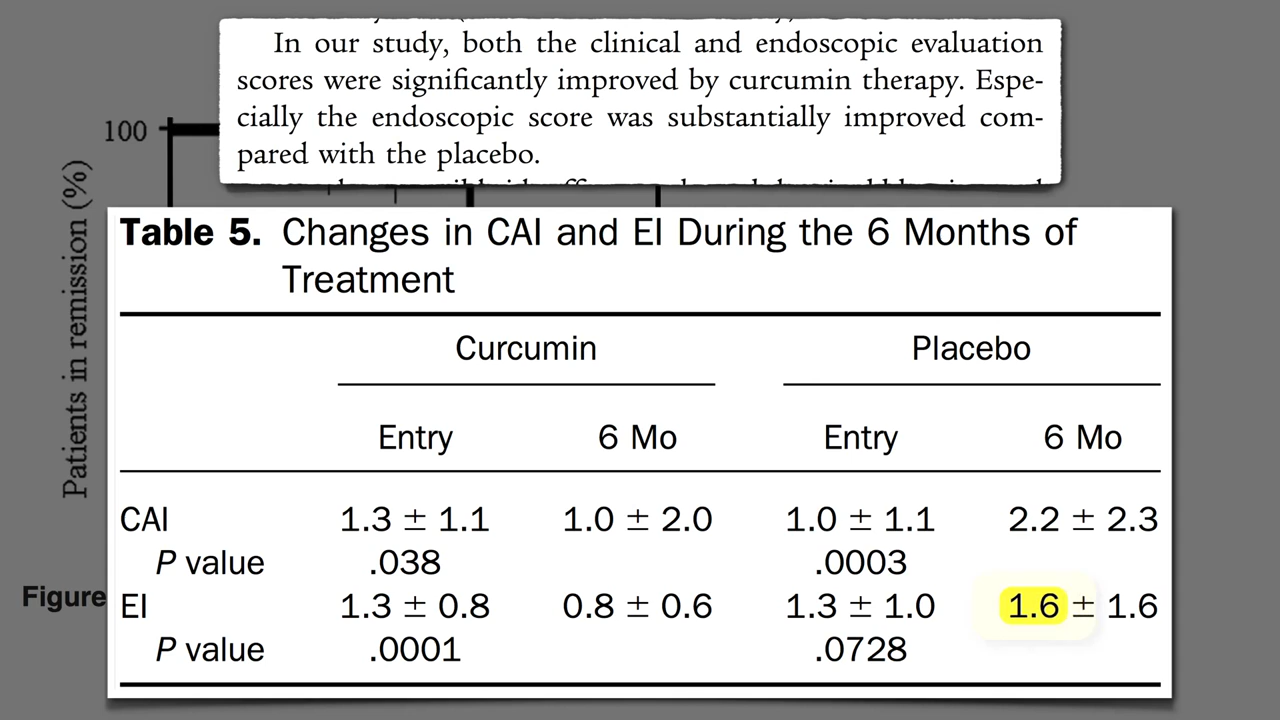 In our study, both the clinical and endoscopic evaluation
scores were significantly improved by curcumin therapy. Espe-
cially the endoscopic score was substantially improved com-
pared with the placebo.
100
Patients in remission (%)
Table 5. Changes in CAI and EI During the 6 Months of
Treatment
Curcumin Placebo
Entry 6 Mo Entry 6 Mo
CAI 1.3 ± 1.1 1.0 ± 2.0 1.0 ± 1.1 2.2 ± 2.3
P value .038 .0003
Figure
EI 1.3 ± 0.8 0.8 ± 0.6 1.3 ± 1.0 1.6 ± 1.6
P value .0001 .0728